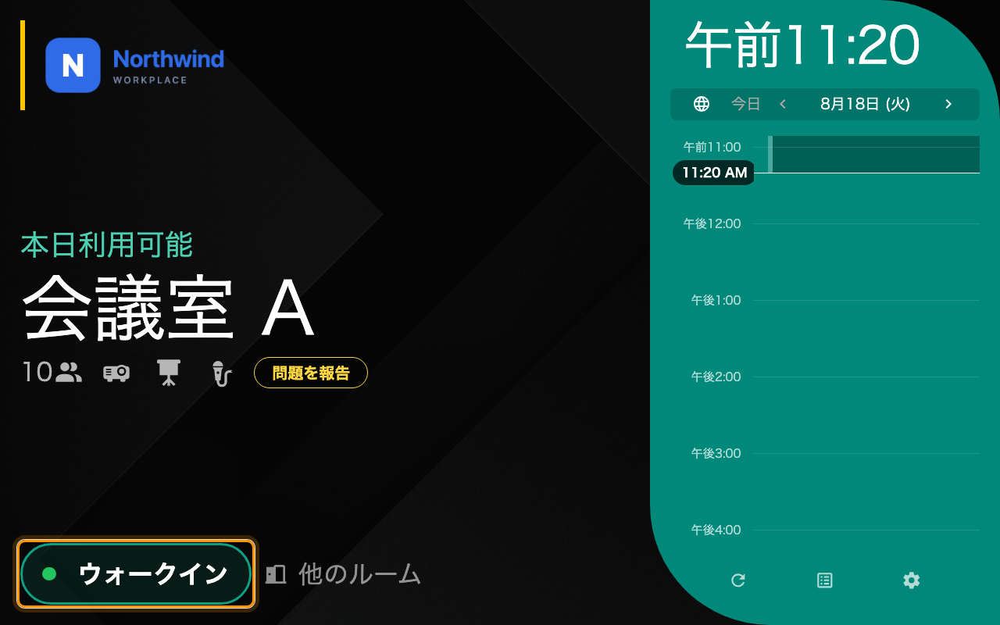 N
Northwind
WORKPLACE
本日利用可能
会議室 A
10
問題を報告
ウォークイン
他のルーム
午前11:20
今日
8月18日 (火)
午前11:00
11:20 AM
午後12:00
午後1:00
午後2:00
午後3:00
午後4:00